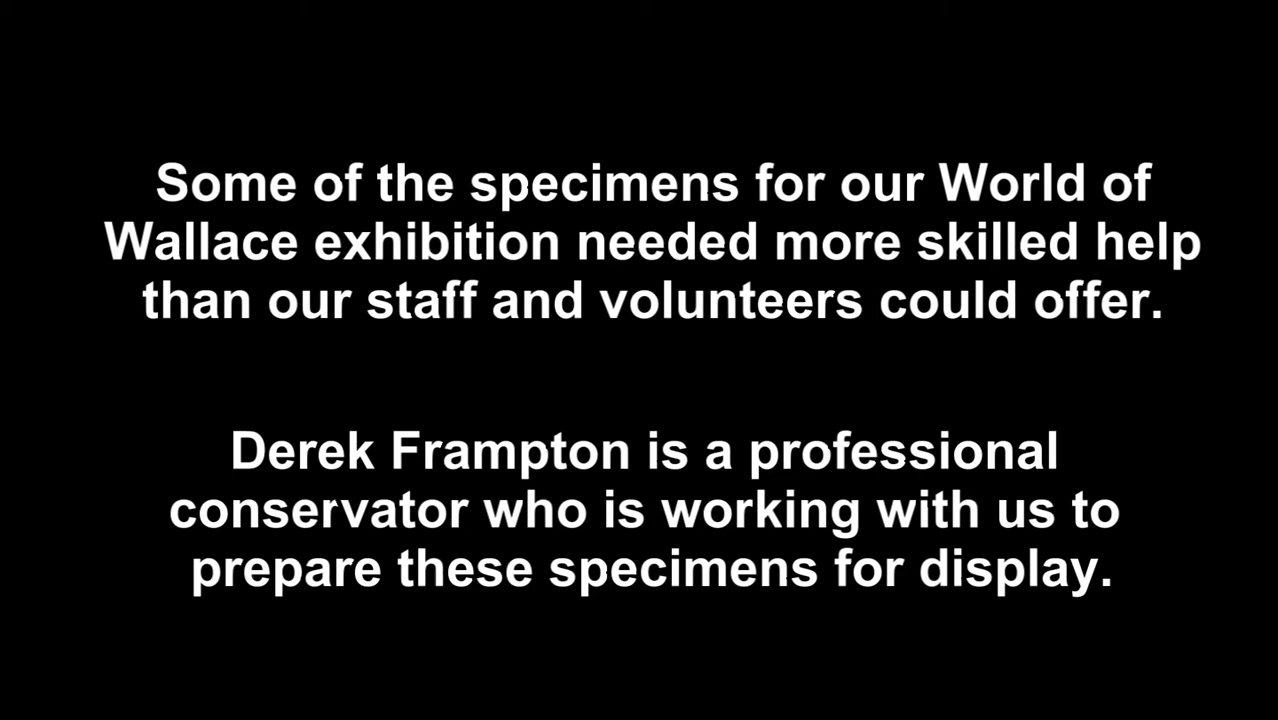 Some of the specimens for our World of
Wallace exhibition needed more skilled help
than our staff and volunteers could offer.
Derek Frampton is a professional
conservator who is working with us to
prepare these specimens for display.